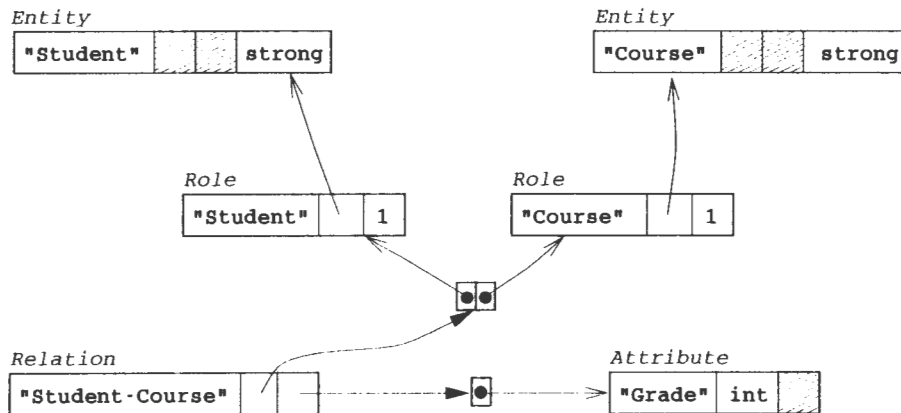 Entity Entity
"Student" strong "Course" strong
Role Role
"Student" 1 "Course" 1
Relation Attribute
"Student-Course" "Grade" int